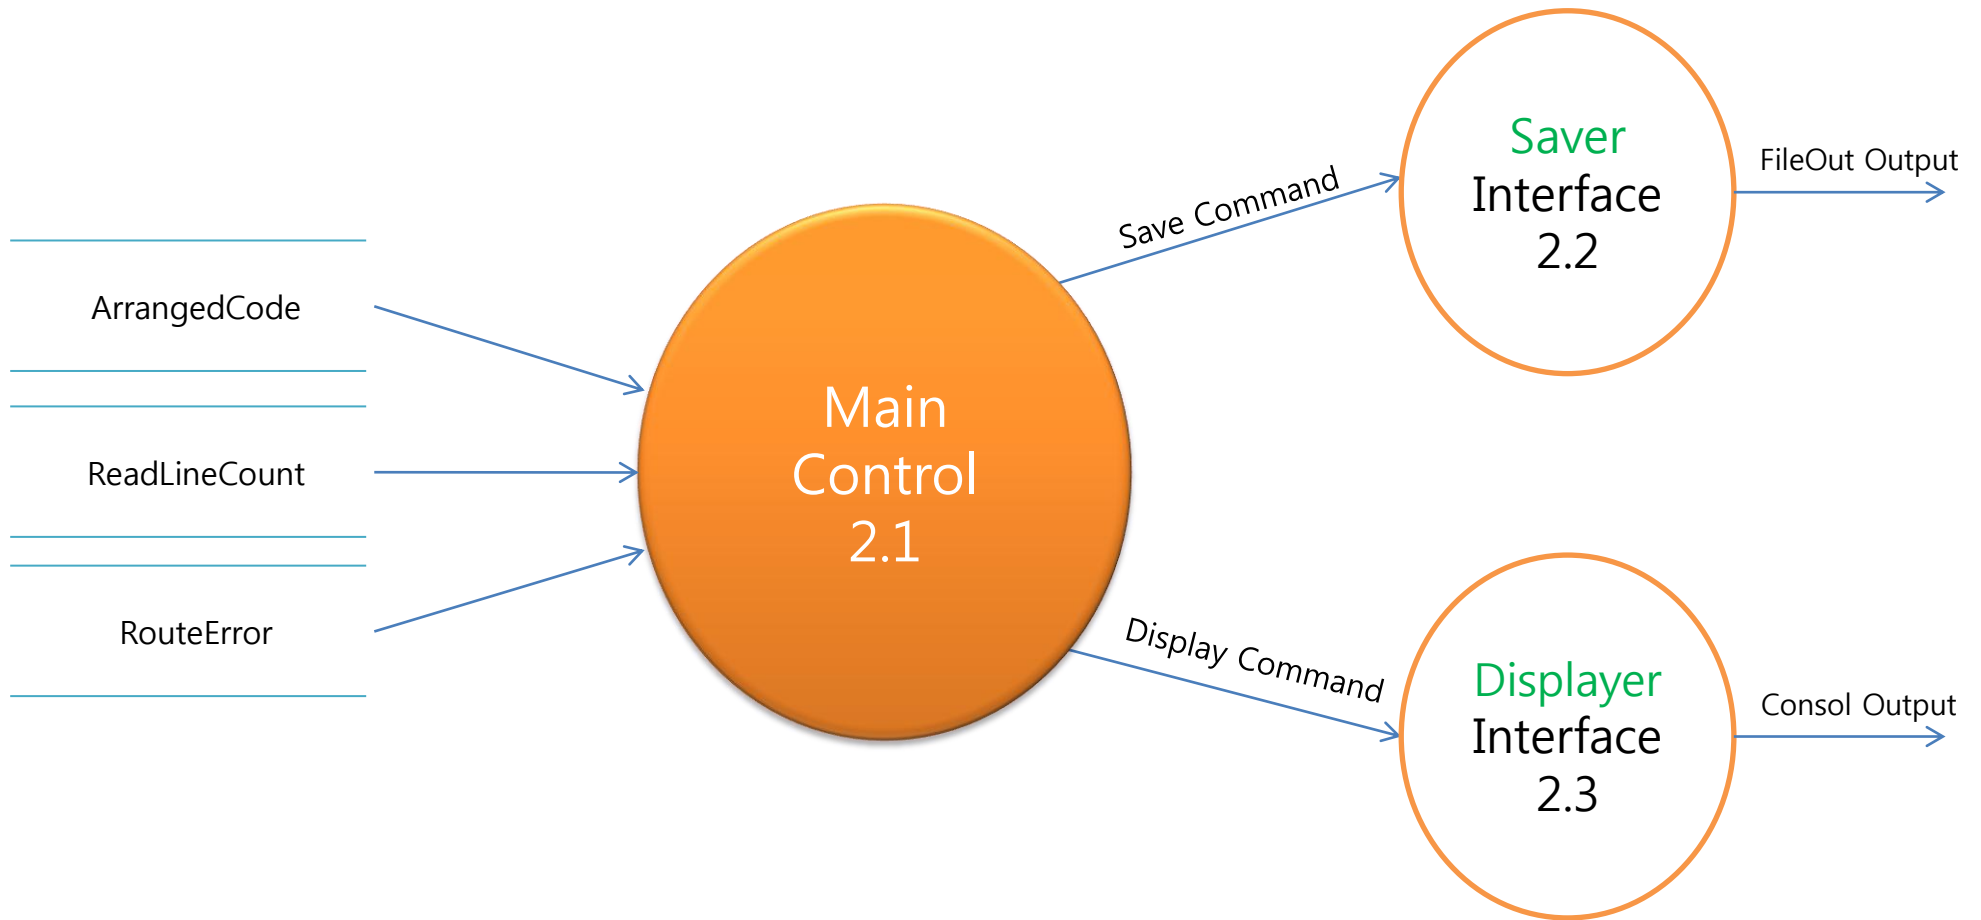 ArrangedCode
ReadLineCount
RouteError
Main
Control
2.1
Save Command
Display Command
Saver
Interface
2.2
FileOut Output
Displayer
Interface
2.3
Consol Output